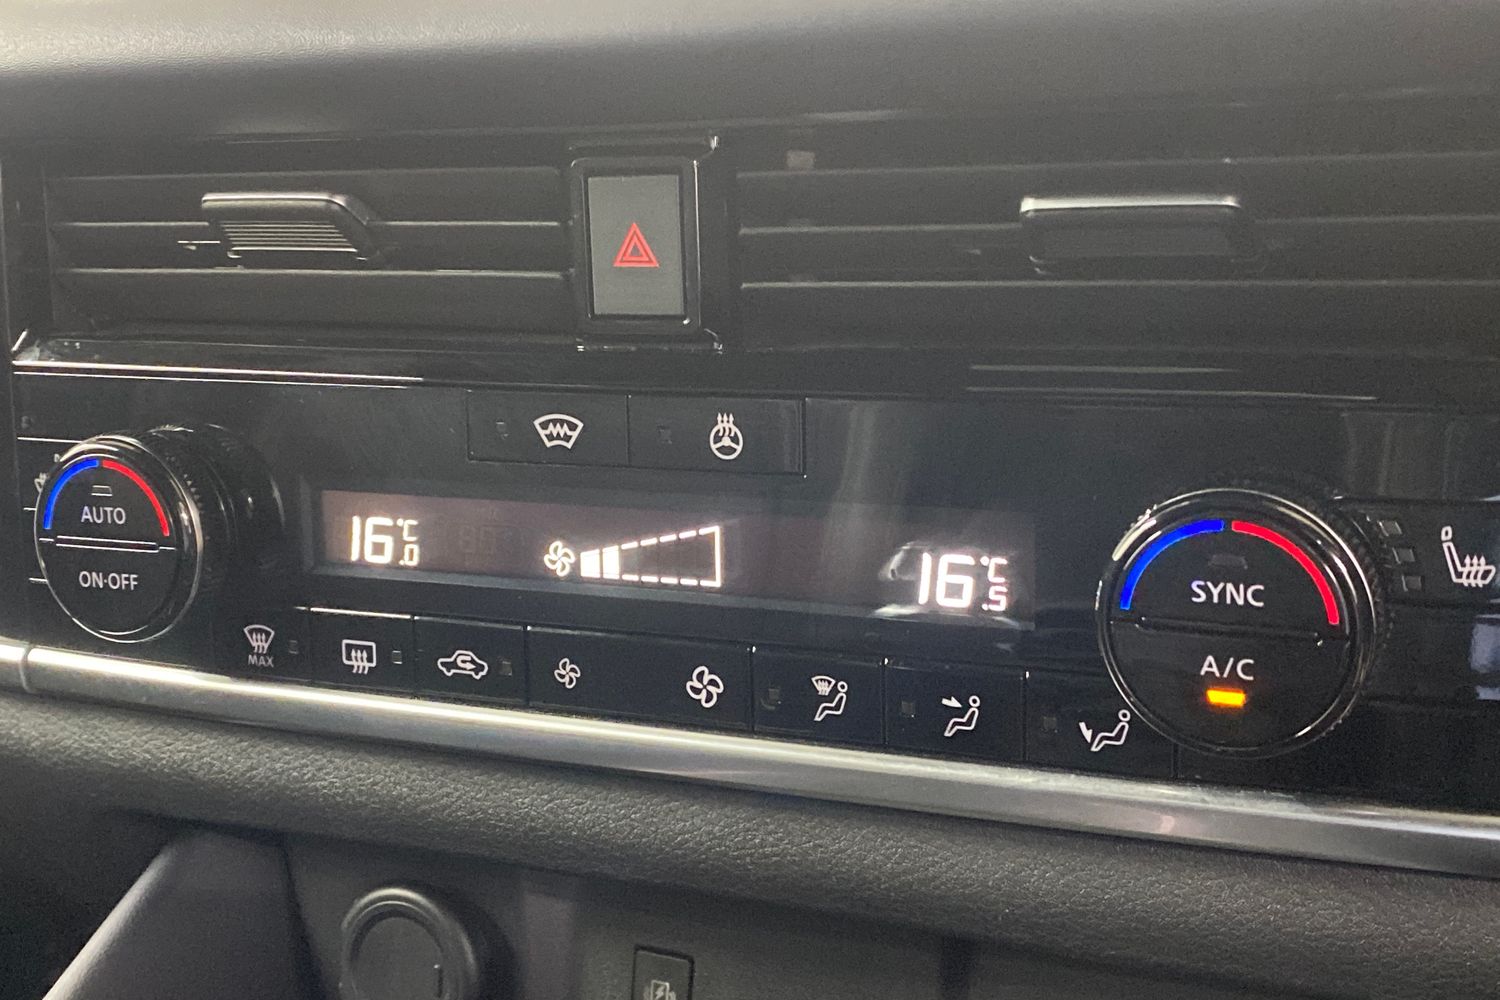 AUTO
ON·OFF
16.0°C
16.5°C
SYNC
A/C
MAX